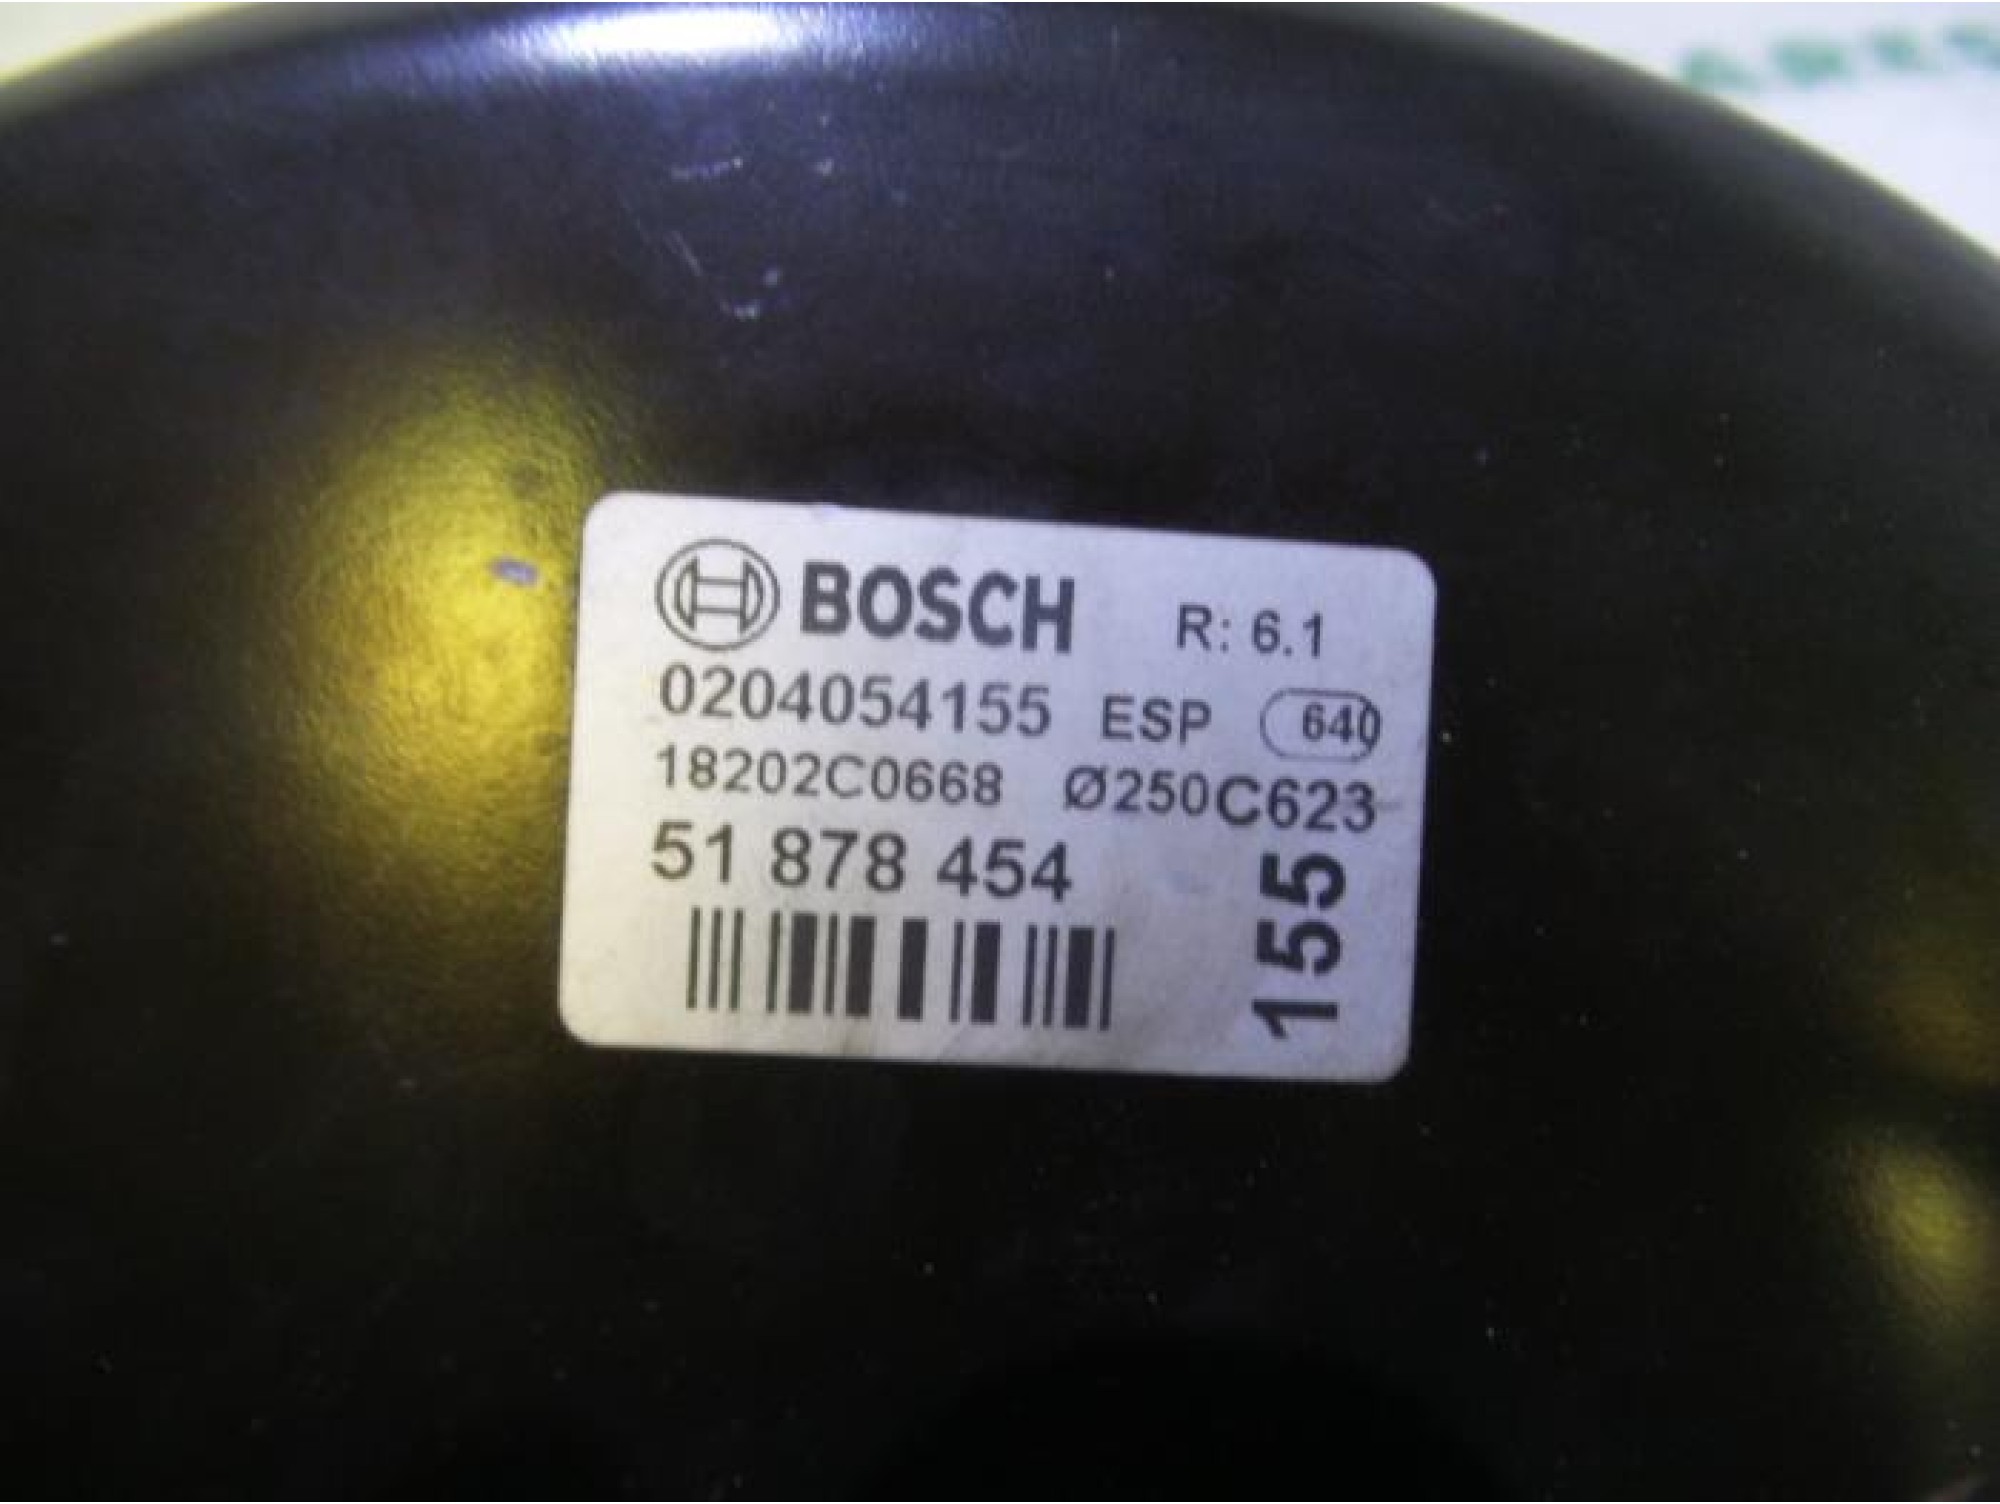 BOSCH R: 6.1
0204054155 ESP 640
18202C0668 Ø250C623
51 878 454
155